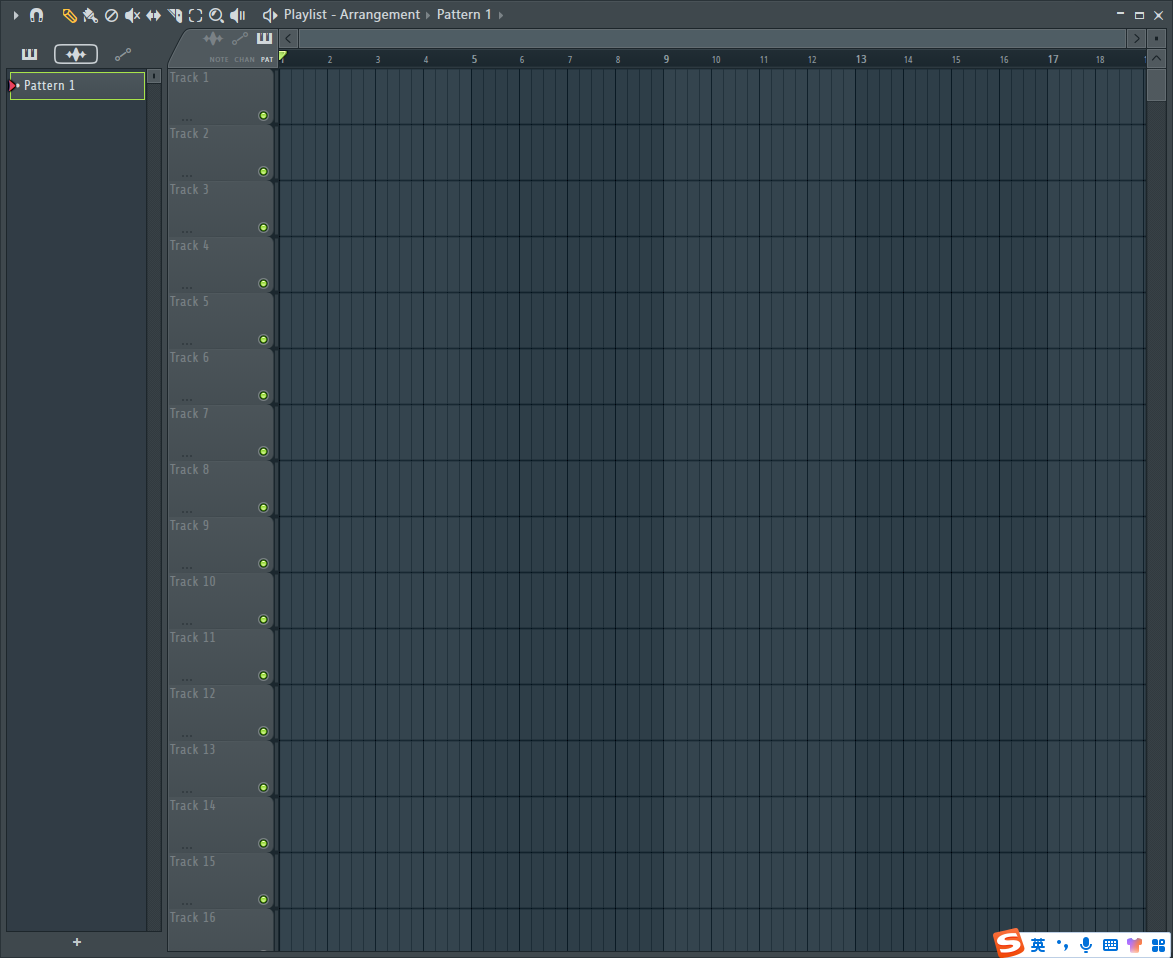 Playlist - Arrangement Pattern 1
NOTE CHAN PAT
1 2 3 4 5 6 7 8 9 10 11 12 13 14 15 16 17 18
Pattern 1
Track 1
Track 2
Track 3
Track 4
Track 5
Track 6
Track 7
Track 8
Track 9
Track 10
Track 11
Track 12
Track 13
Track 14
Track 15
Track 16
英